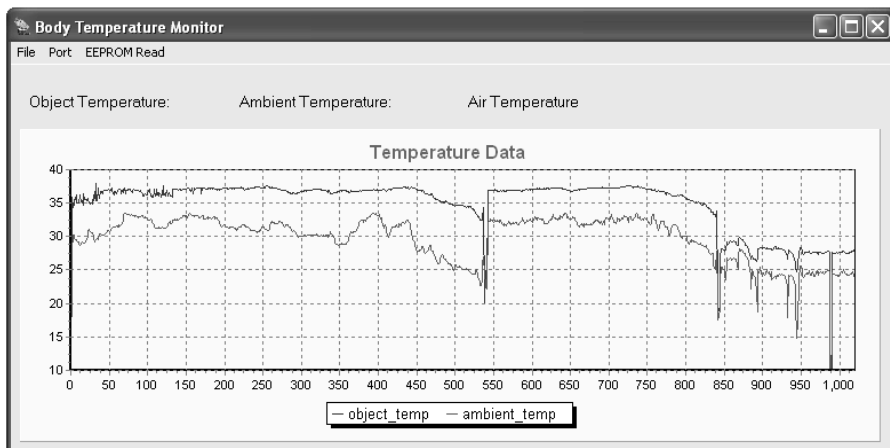 Body Temperature Monitor
File Port EEPROM Read
Object Temperature: Ambient Temperature: Air Temperature
Temperature Data
40
35
30
25
20
15
10
0 50 100 150 200 250 300 350 400 450 500 550 600 650 700 750 800 850 900 950 1,000
object_temp ambient_temp